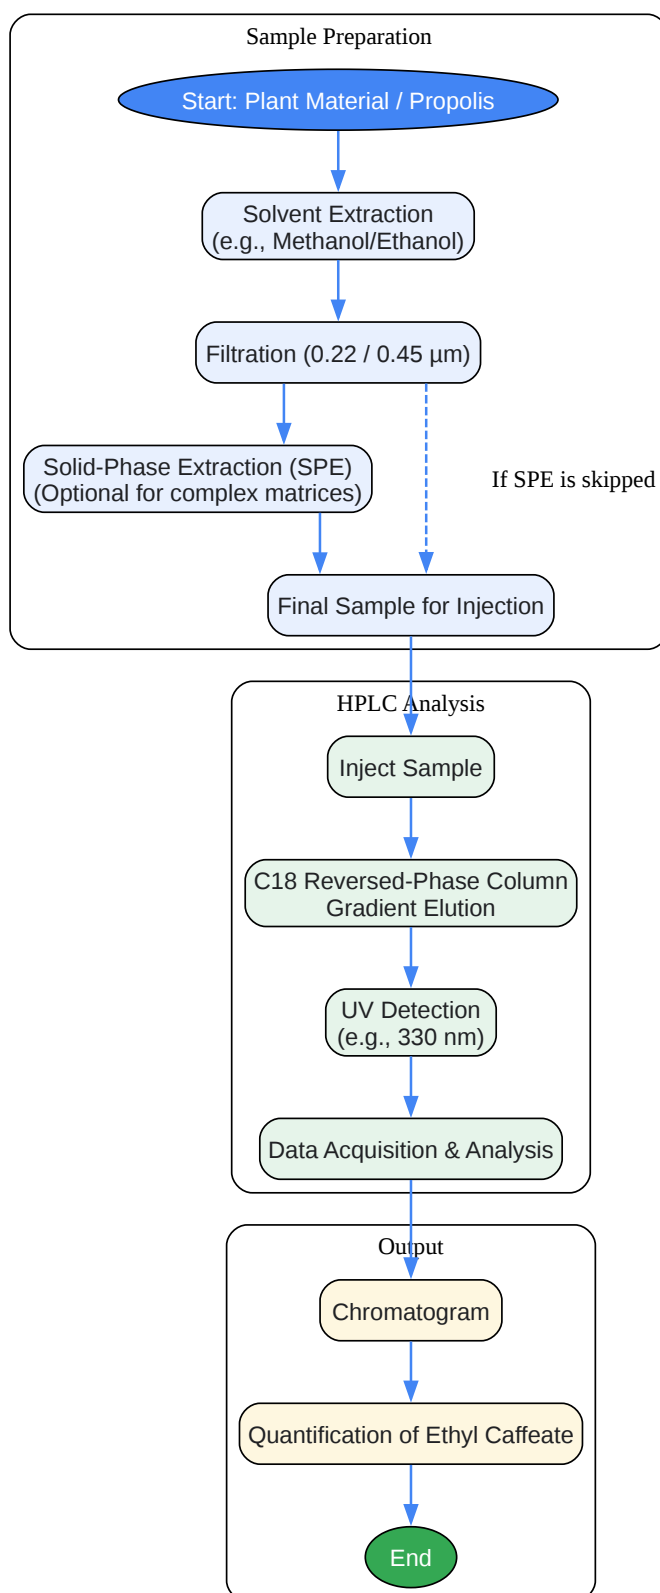 Sample Preparation
Start: Plant Material / Propolis
Solvent Extraction
(e.g., Methanol/Ethanol)
Filtration (0.22 / 0.45 µm)
Solid-Phase Extraction (SPE)
(Optional for complex matrices)
If SPE is skipped
Final Sample for Injection
HPLC Analysis
Inject Sample
C18 Reversed-Phase Column
Gradient Elution
UV Detection
(e.g., 330 nm)
Data Acquisition & Analysis
Output
Chromatogram
Quantification of Ethyl Caffeate
End